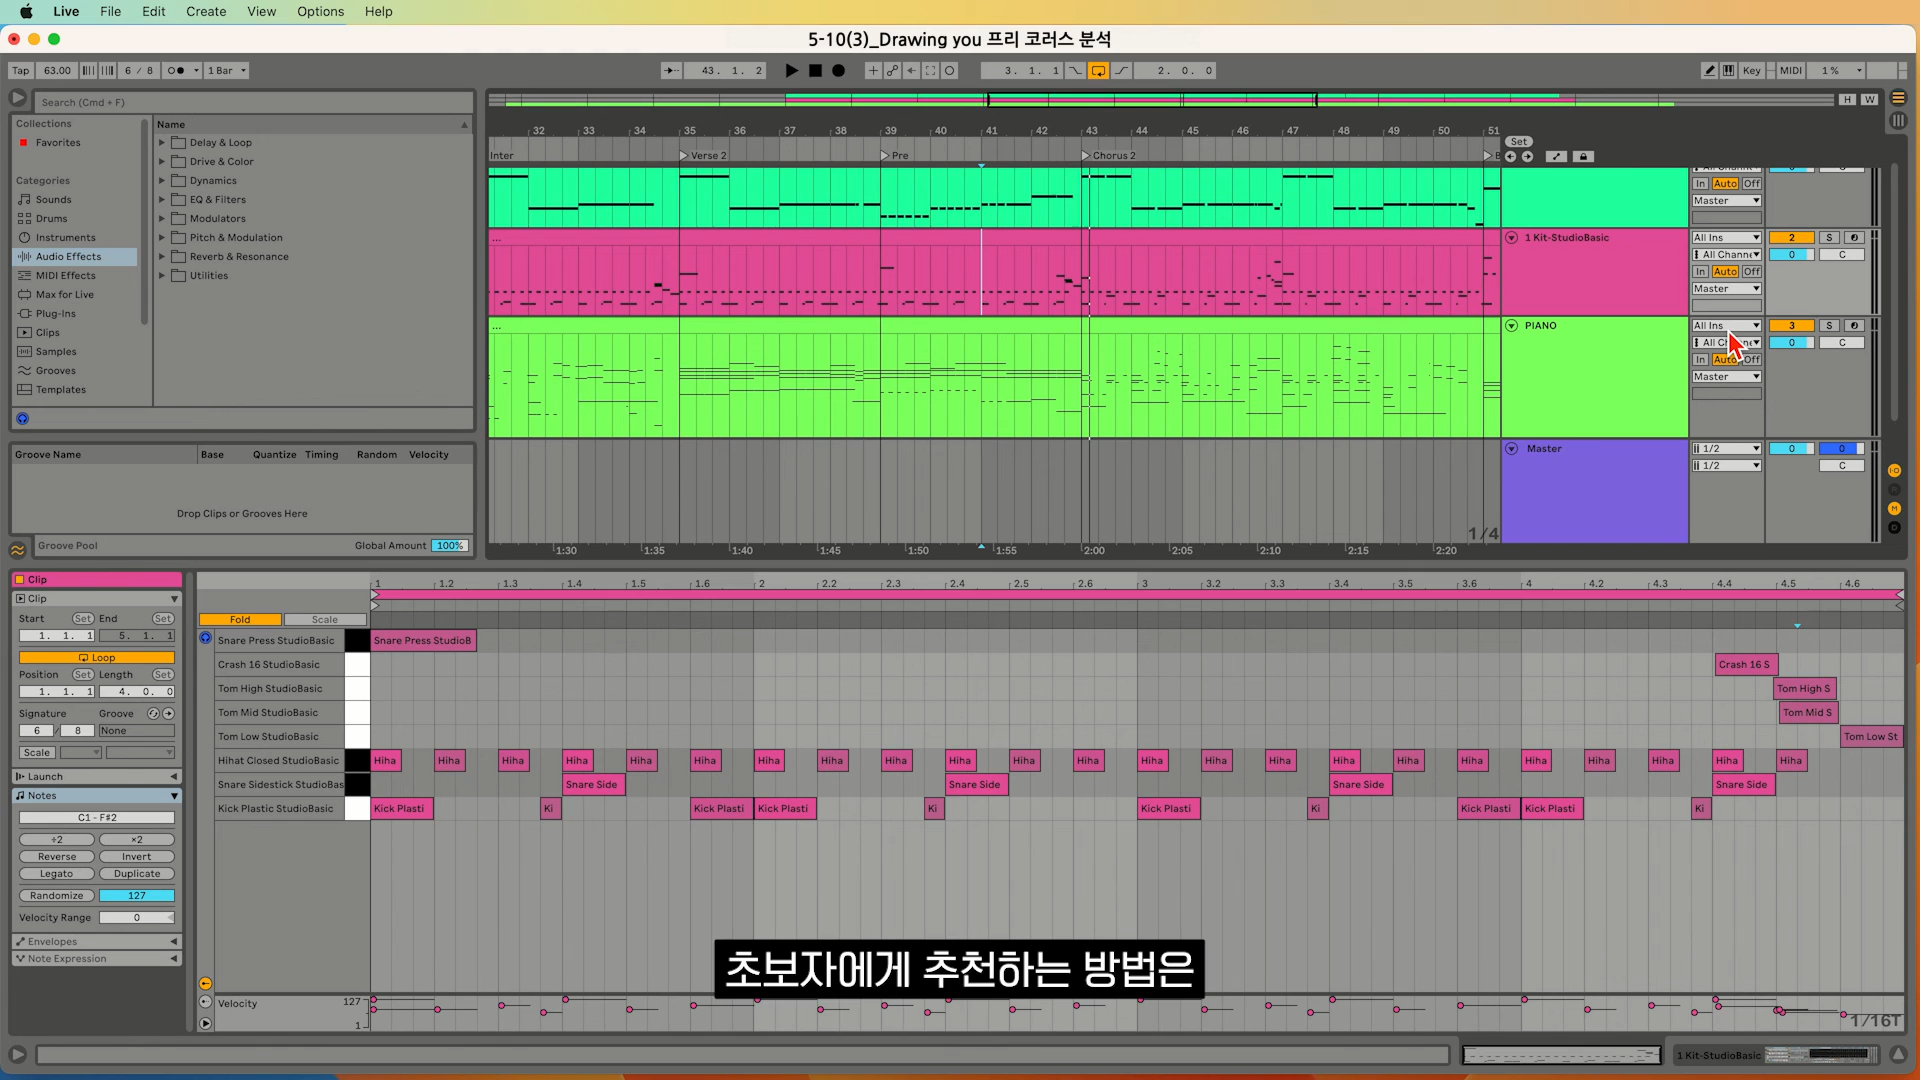 Live File Edit Create View Options Help
5-10(3)_Drawing you 프리 코러스 분석
Tap 63.00 6 / 8 1 Bar 43. 1. 2 3. 1. 1 2. 0. 0 Key MIDI 1 %
Search (Cmd + F)
H W
Collections
Favorites
Categories
Sounds
Drums
Instruments
Audio Effects
MIDI Effects
Max for Live
Plug-Ins
Clips
Samples
Grooves
Templates
Name
Delay & Loop
Drive & Color
Dynamics
EQ & Filters
Modulators
Pitch & Modulation
Reverb & Resonance
Utilities
32 33 34 35 36 37 38 39 40 41 42 43 44 45 46 47 48 49 50 51
Set
Inter Verse 2 Pre Chorus 2
In Auto Off
Master
...
1 Kit-StudioBasic All Ins 2 S
All Channe 0 C
In Auto Off
Master
...
PIANO All Ins 3 S
0 C
In Auto Off
Master
Master 1/2 0 0
1/2 C
1/4
1:30 1:35 1:40 1:45 1:50 1:55 2:00 2:05 2:10 2:15 2:20
Groove Name Base Quantize Timing Random Velocity
Drop Clips or Grooves Here
Groove Pool Global Amount 100%
Clip
Clip
Start Set End Set
1. 1. 1 5. 1. 1
Loop
Position Set Length Set
1. 1. 1 4. 0. 0
Signature Groove
6 / 8 None
Scale
Launch
Notes
C1 - F#2
÷2 ×2
Reverse Invert
Legato Duplicate
Randomize 127
Velocity Range 0
Envelopes
Note Expression
1 1.2 1.3 1.4 1.5 1.6 2 2.2 2.3 2.4 2.5 2.6 3 3.2 3.3 3.4 3.5 3.6 4 4.2 4.3 4.4 4.5 4.6
Fold Scale
Snare Press StudioBasic Snare Press StudioB
Crash 16 StudioBasic Crash 16 S
Tom High StudioBasic Tom High S
Tom Mid StudioBasic Tom Mid S
Tom Low StudioBasic Tom Low St
Hihat Closed StudioBasic Hiha Hiha Hiha Hiha Hiha Hiha Hiha Hiha Hiha Hiha Hiha Hiha Hiha Hiha Hiha Hiha Hiha Hiha Hiha Hiha Hiha Hiha Hiha
Snare Sidestick StudioBas Snare Side Snare Side Snare Side Snare Side
Kick Plastic StudioBasic Kick Plasti Ki Kick Plasti Kick Plasti Ki Kick Plasti Ki Kick Plasti Kick Plasti Ki
초보자에게 추천하는 방법은
Velocity 127
1
1/16T
1 Kit-StudioBasic